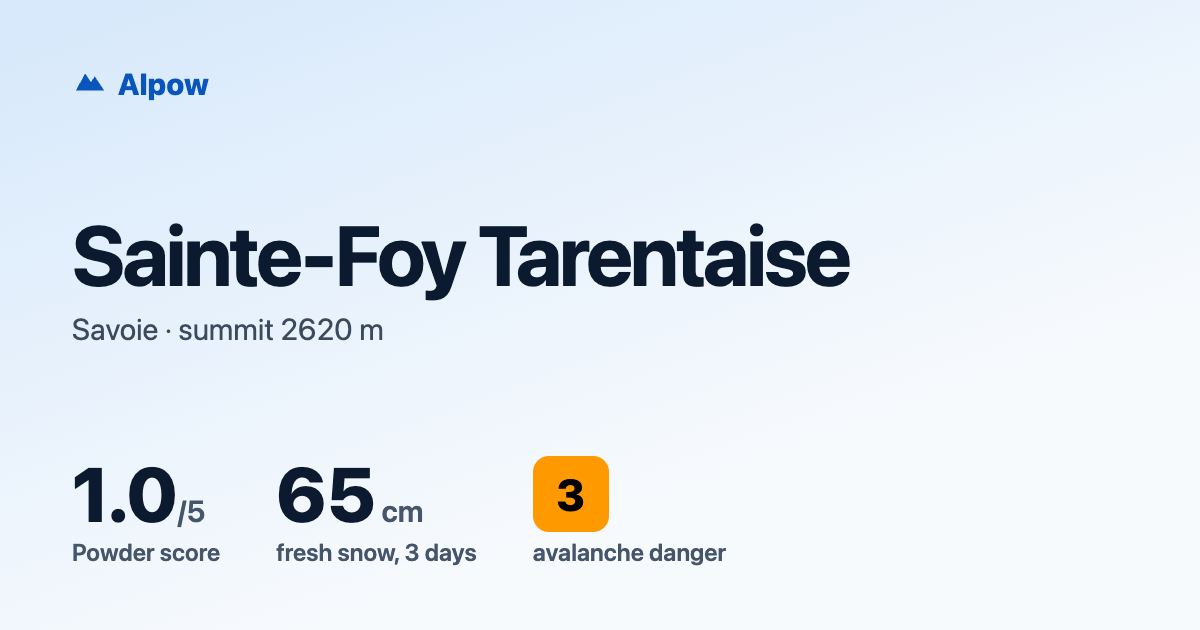 Alpow
Sainte-Foy Tarentaise
Savoie · summit 2620 m
1.0/5
Powder score
65 cm
fresh snow, 3 days
3
avalanche danger